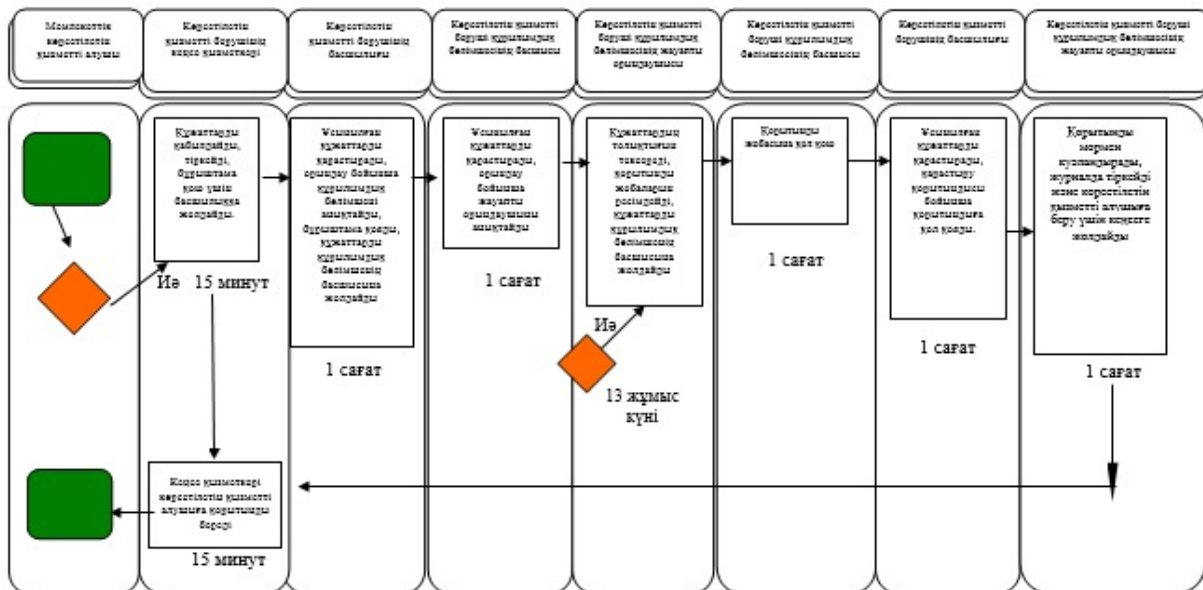 Мемлекеттік
көрсетілетін
қызметті алушы
Көрсетілетін
қызметті берушінің
кеңсе қызметкері
Көрсетілетін
қызметті берушінің
басшылығы
Көрсетілетін қызметті
беруші құрылымдық
бөлімшесінің басшысы
Көрсетілетін қызметті
беруші құрылымдық
бөлімшесінің жауапты
орындаушысы
Көрсетілетін қызметті
беруші құрылымдық
бөлімшесінің басшысы
Көрсетілетін қызметті
берушінің басшылығы
Көрсетілетін қызметті беруші
құрылымдық бөлімшесінің
жауапты орындаушысы
Құжаттарды
қабылдайды,
тіркейді,
бұрыштама
қою үшін
басшылыққа
жолдайды.
Иә
15 минут
Ұсынылған
құжаттарды
қарастырады,
орындау бойынша
құрылымдық
бөлімшені
анықтайды,
бұрыштама қояды,
құжаттарды
құрылымдық
бөлімшенің
басшысына
жолдайды
1 сағат
Ұсынылған
құжаттарды
қарастырады,
орындау
бойынша
жауапты
орындаушыны
анықтайды
1 сағат
Құжаттардың
толықтығын
тексереді,
қорытынды
жобаларын
ресімдейді,
құжаттарды
құрылымдық
бөлімшенің
басшысына
жолдайды
Иә
13 жұмыс
күні
Қорытынды
жобасына қол қою
1 сағат
Ұсынылған
құжаттарды
қарастырады,
қарастыру
қорытындысы
бойынша
қорытындыға
қол қояды.
1 сағат
Қорытынды
мөрмен
куәландырады,
журналда тіркейді
және көрсетілетін
қызметті алушыға
беру үшін кеңсеге
жолдайды
1 сағат
Кеңсе қызметкері
көрсетілетін қызметті
алушыға қорытынды
береді
15 минут